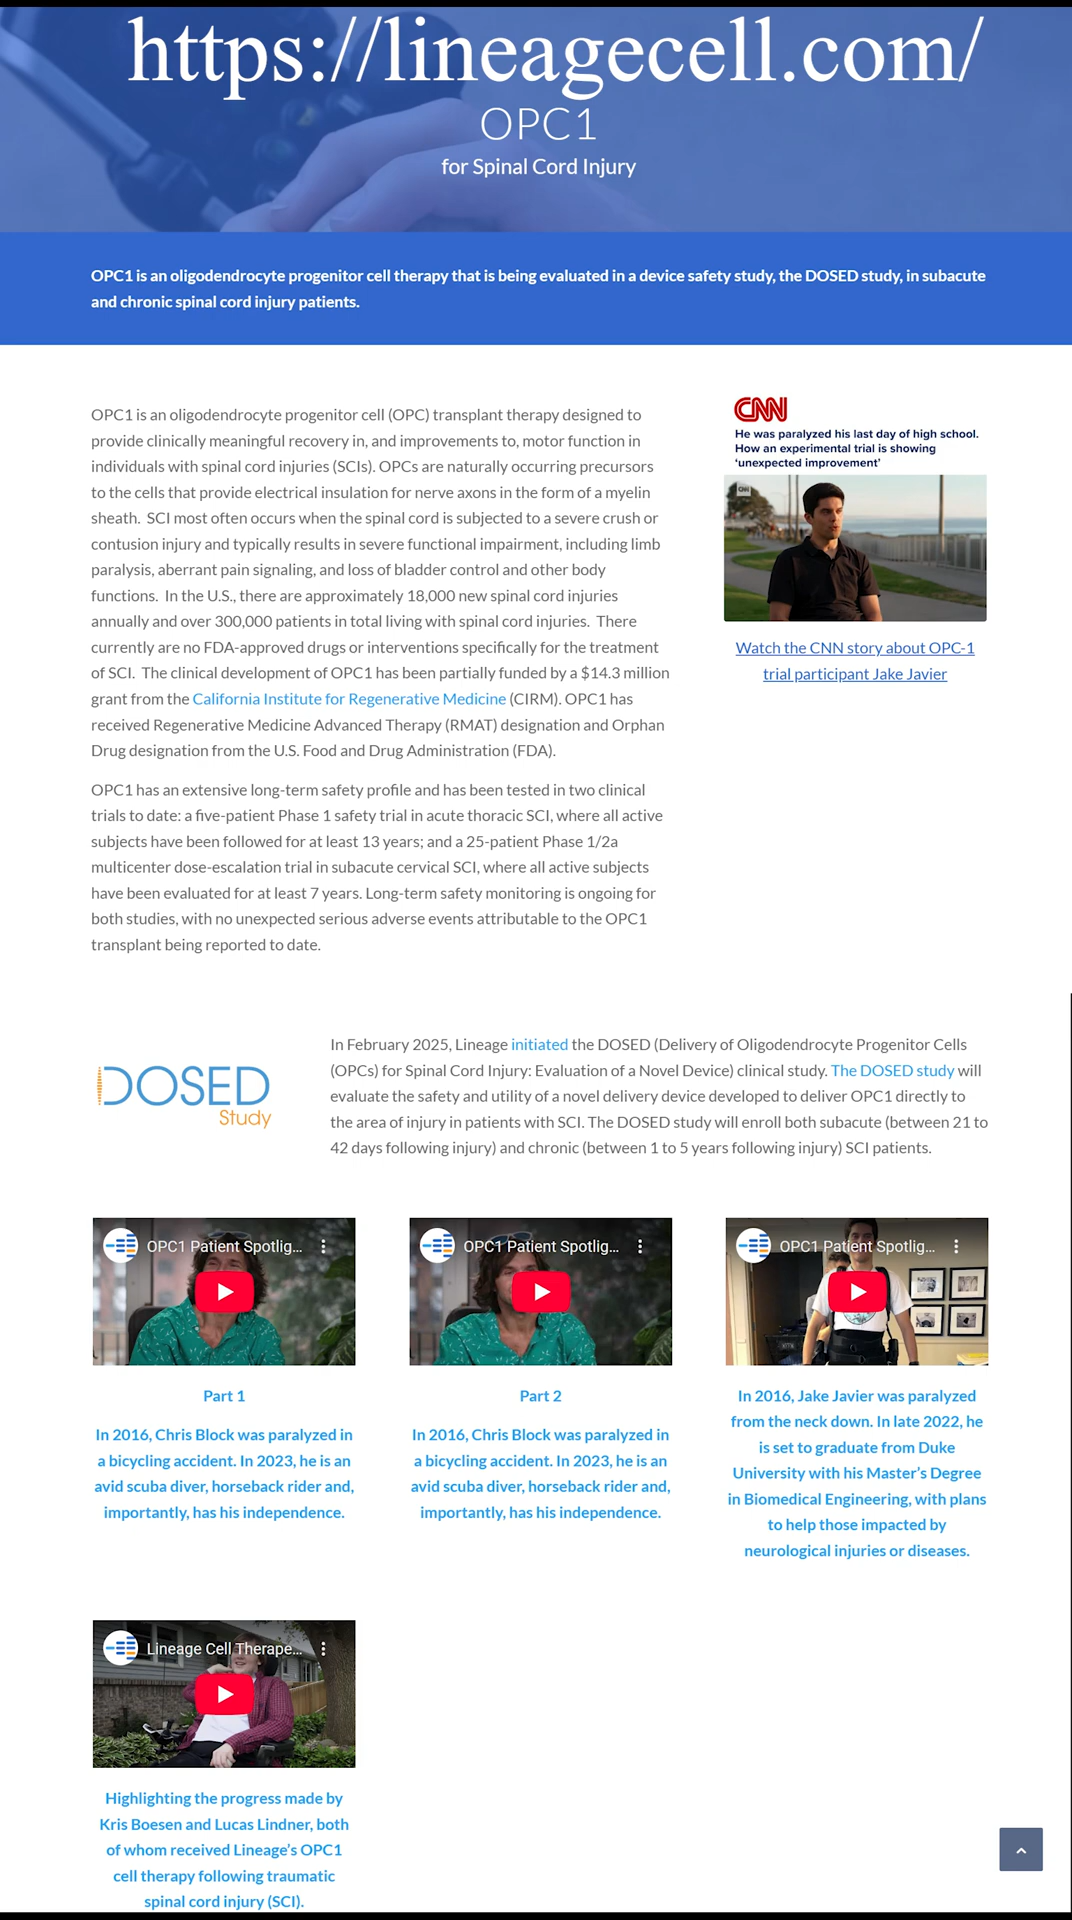 https://lineagecell.com/
OPC1
for Spinal Cord Injury
OPC1 is an oligodendrocyte progenitor cell therapy that is being evaluated in a device safety study, the DOSED study, in subacute
and chronic spinal cord injury patients.
OPC1 is an oligodendrocyte progenitor cell (OPC) transplant therapy designed to
provide clinically meaningful recovery in, and improvements to, motor function in
individuals with spinal cord injuries (SCIs). OPCs are naturally occurring precursors
to the cells that provide electrical insulation for nerve axons in the form of a myelin
sheath.  SCI most often occurs when the spinal cord is subjected to a severe crush or
contusion injury and typically results in severe functional impairment, including limb
paralysis, aberrant pain signaling, and loss of bladder control and other body
functions.  In the U.S., there are approximately 18,000 new spinal cord injuries
annually and over 300,000 patients in total living with spinal cord injuries.  There
currently are no FDA-approved drugs or interventions specifically for the treatment
of SCI.  The clinical development of OPC1 has been partially funded by a $14.3 million
grant from the California Institute for Regenerative Medicine (CIRM). OPC1 has
received Regenerative Medicine Advanced Therapy (RMAT) designation and Orphan
Drug designation from the U.S. Food and Drug Administration (FDA).
OPC1 has an extensive long-term safety profile and has been tested in two clinical
trials to date: a five-patient Phase 1 safety trial in acute thoracic SCI, where all active
subjects have been followed for at least 13 years; and a 25-patient Phase 1/2a
multicenter dose-escalation trial in subacute cervical SCI, where all active subjects
have been evaluated for at least 7 years. Long-term safety monitoring is ongoing for
both studies, with no unexpected serious adverse events attributable to the OPC1
transplant being reported to date.
CNN
He was paralyzed his last day of high school.
How an experimental trial is showing
‘unexpected improvement’
CNN
Watch the CNN story about OPC-1
trial participant Jake Javier
DOSED
Study
In February 2025, Lineage initiated the DOSED (Delivery of Oligodendrocyte Progenitor Cells
(OPCs) for Spinal Cord Injury: Evaluation of a Novel Device) clinical study. The DOSED study will
evaluate the safety and utility of a novel delivery device developed to deliver OPC1 directly to
the area of injury in patients with SCI. The DOSED study will enroll both subacute (between 21 to
42 days following injury) and chronic (between 1 to 5 years following injury) SCI patients.
OPC1 Patient Spotlig...
Part 1
In 2016, Chris Block was paralyzed in
a bicycling accident. In 2023, he is an
avid scuba diver, horseback rider and,
importantly, has his independence.
OPC1 Patient Spotlig...
Part 2
In 2016, Chris Block was paralyzed in
a bicycling accident. In 2023, he is an
avid scuba diver, horseback rider and,
importantly, has his independence.
OPC1 Patient Spotlig...
In 2016, Jake Javier was paralyzed
from the neck down. In late 2022, he
is set to graduate from Duke
University with his Master’s Degree
in Biomedical Engineering, with plans
to help those impacted by
neurological injuries or diseases.
Lineage Cell Therape...
Highlighting the progress made by
Kris Boesen and Lucas Lindner, both
of whom received Lineage’s OPC1
cell therapy following traumatic
spinal cord injury (SCI).